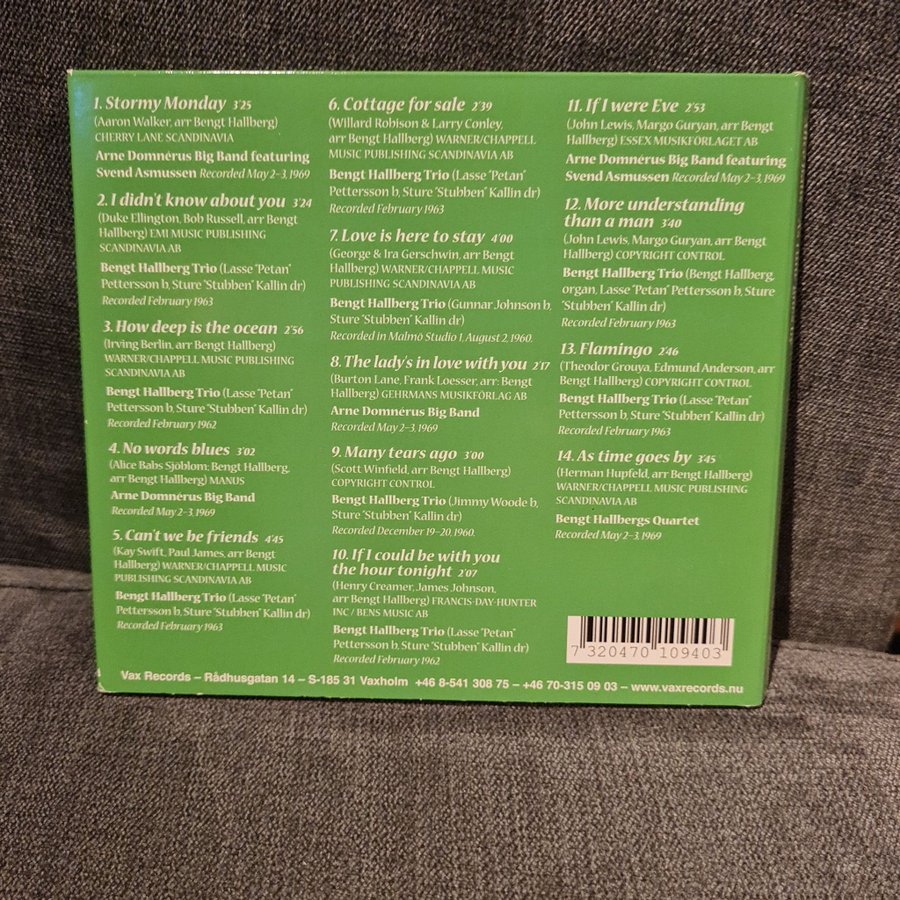 1. Stormy Monday 3'25
(Aaron Walker, arr Bengt Hallberg)
CHERRY LANE SCANDINAVIA
Arne Domnérus Big Band featuring
Svend Asmussen Recorded May 2–3, 1969
2. I didn't know about you 3'24
(Duke Ellington, Bob Russell, arr Bengt
Hallberg) EMI MUSIC PUBLISHING
SCANDINAVIA AB
Bengt Hallberg Trio (Lasse "Petan"
Pettersson b, Sture "Stubben" Kallin dr)
Recorded February 1963
3. How deep is the ocean 2'56
(Irving Berlin, arr Bengt Hallberg)
WARNER/CHAPPELL MUSIC PUBLISHING
SCANDINAVIA AB
Bengt Hallberg Trio (Lasse "Petan"
Pettersson b, Sture "Stubben" Kallin dr)
Recorded February 1962
4. No words blues 3'02
(Alice Babs Sjöblom; Bengt Hallberg,
arr Bengt Hallberg) MANUS
Arne Domnérus Big Band
Recorded May 2–3, 1969
5. Can't we be friends 4'45
(Kay Swift, Paul James, arr Bengt
Hallberg) WARNER/CHAPPELL MUSIC
PUBLISHING SCANDINAVIA AB
Bengt Hallberg Trio (Lasse "Petan"
Pettersson b, Sture "Stubben" Kallin dr)
Recorded February 1963
6. Cottage for sale 2'39
(Willard Robison & Larry Conley,
arr Bengt Hallberg) WARNER/CHAPPELL
MUSIC PUBLISHING SCANDINAVIA AB
Bengt Hallberg Trio (Lasse "Petan"
Pettersson b, Sture "Stubben" Kallin dr)
Recorded February 1963
7. Love is here to stay 4'00
(George & Ira Gerschwin, arr Bengt
Hallberg) WARNER/CHAPPELL MUSIC
PUBLISHING SCANDINAVIA AB
Bengt Hallberg Trio (Gunnar Johnson b,
Sture "Stubben" Kallin dr)
Recorded in Malmö Studio 1, August 2, 1960.
8. The lady's in love with you 2'17
(Burton Lane, Frank Loesser, arr: Bengt
Hallberg) GEHRMANS MUSIKFÖRLAG AB
Arne Domnérus Big Band
Recorded May 2–3, 1969
9. Many tears ago 3'00
(Scott Winfield, arr Bengt Hallberg)
COPYRIGHT CONTROL
Bengt Hallberg Trio (Jimmy Woode b,
Sture "Stubben" Kallin dr)
Recorded December 19–20, 1960.
10. If I could be with you
the hour tonight 2'07
(Henry Creamer, James Johnson,
arr Bengt Hallberg) FRANCIS-DAY-HUNTER
INC / BENS MUSIC AB
Bengt Hallberg Trio (Lasse "Petan"
Pettersson b, Sture "Stubben" Kallin dr)
Recorded February 1962
11. If I were Eve 2'53
(John Lewis, Margo Guryan, arr Bengt
Hallberg) ESSEX MUSIKFÖRLAGET AB
Arne Domnérus Big Band featuring
Svend Asmussen Recorded May 2–3, 1969
12. More understanding
than a man 3'40
(John Lewis, Margo Guryan, arr Bengt
Hallberg) COPYRIGHT CONTROL
Bengt Hallberg Trio (Bengt Hallberg,
organ, Lasse "Petan" Pettersson b, Sture
"Stubben" Kallin dr)
Recorded February 1963
13. Flamingo 2'46
(Theodor Grouya, Edmund Anderson, arr
Bengt Hallberg) COPYRIGHT CONTROL
Bengt Hallberg Trio (Lasse "Petan"
Pettersson b, Sture "Stubben" Kallin dr)
Recorded February 1963
14. As time goes by 3'45
(Herman Hupfeld, arr Bengt Hallberg)
WARNER/CHAPPELL MUSIC PUBLISHING
SCANDINAVIA AB
Bengt Hallbergs Quartet
Recorded May 2–3, 1969
7 320470 109403
Vax Records – Rådhusgatan 14 – S-185 31 Vaxholm +46 8-541 308 75 – +46 70-315 09 03 – www.vaxrecords.nu